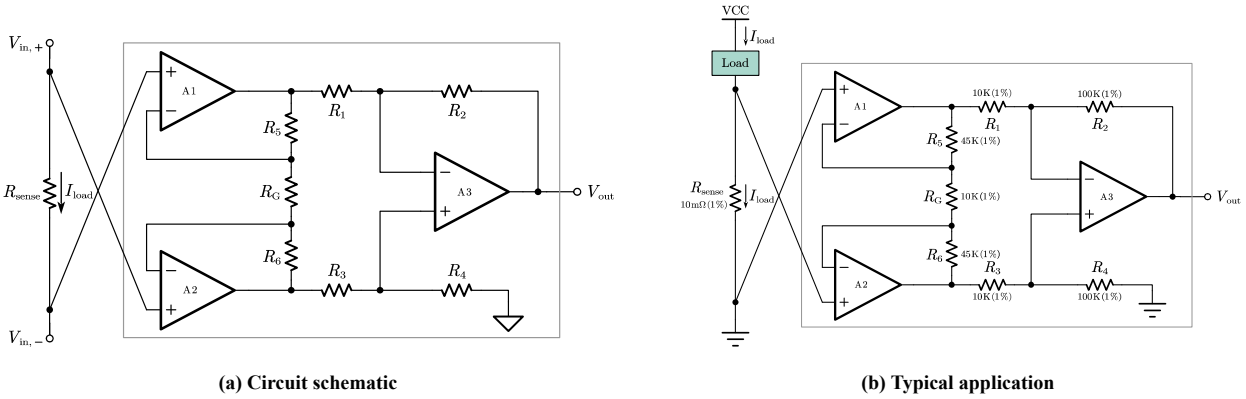 V_in,+
A1
+
−
R_1
R_2
R_5
R_sense
I_load
R_G
−
A3
+
V_out
R_6
−
A2
+
R_3
R_4
V_in,−
(a) Circuit schematic
VCC
I_load
Load
+
A1
−
10K(1%)
R_1
100K(1%)
R_2
R_5
45K(1%)
R_sense
10mΩ(1%)
I_load
R_G
10K(1%)
−
A3
+
V_out
R_6
45K(1%)
−
A2
+
R_3
10K(1%)
R_4
100K(1%)
(b) Typical application